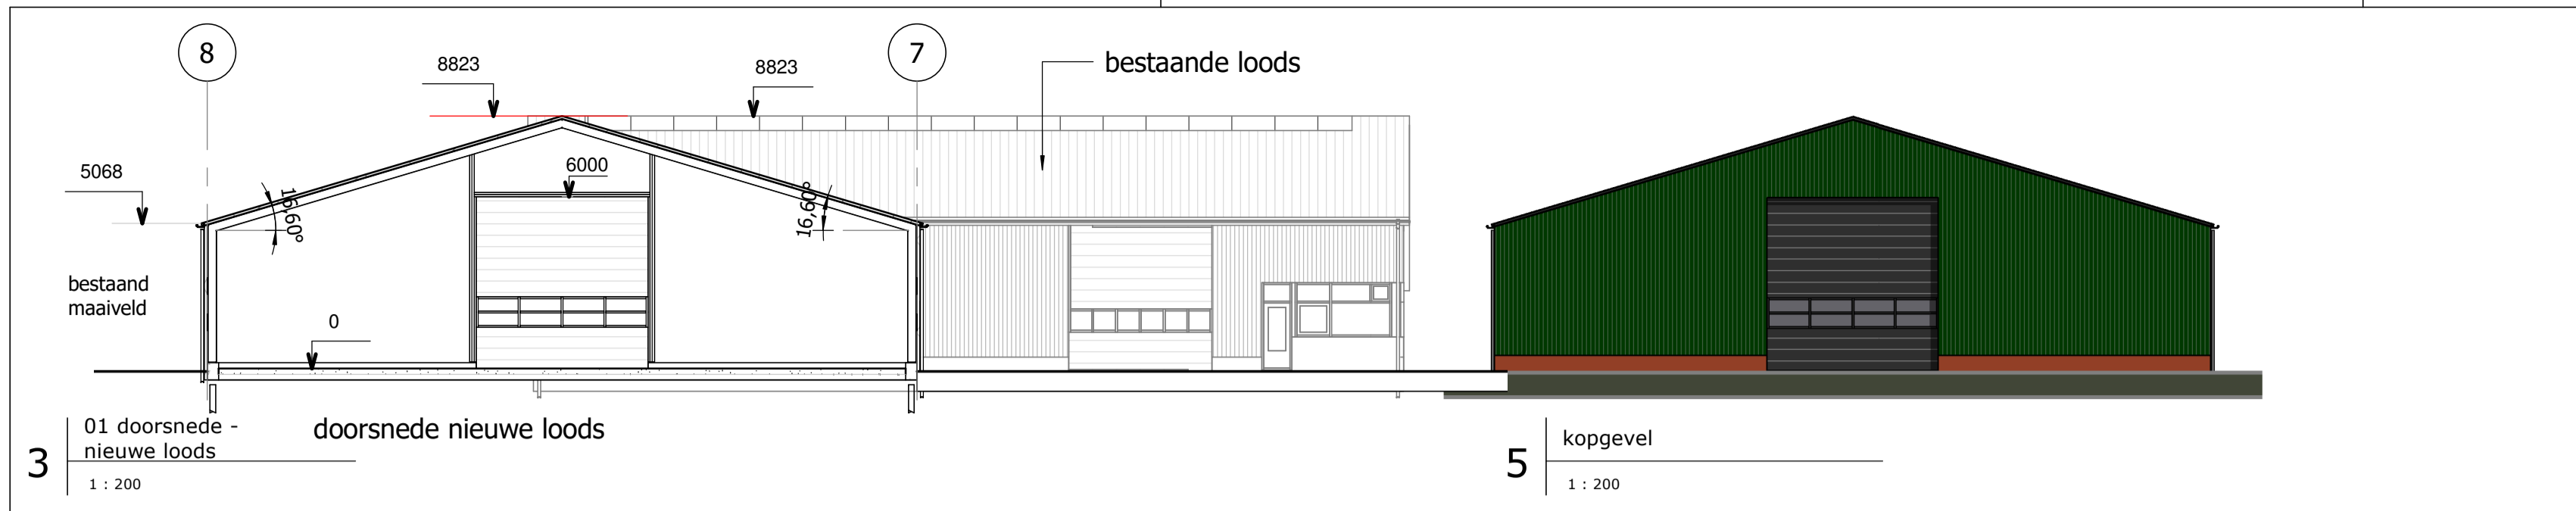 8
7
8823
8823
bestaande loods
5068
6000
16,60°
16,60°
bestaand
maaiveld
0
3
01 doorsnede -
nieuwe loods
1 : 200
doorsnede nieuwe loods
5
kopgevel
1 : 200